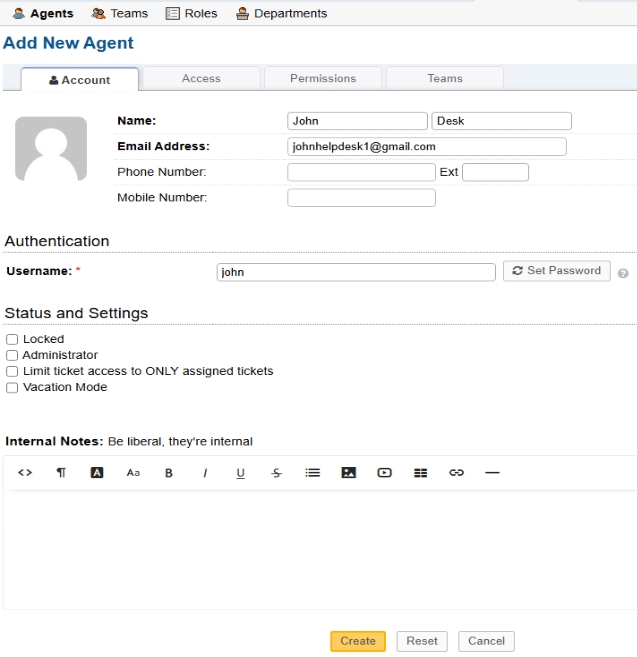 Agents Teams Roles Departments
Add New Agent
Account Access Permissions Teams
Name: John Desk
Email Address: johnhelpdesk1@gmail.com
Phone Number: Ext
Mobile Number:
Authentication
Username: * john Set Password ?
Status and Settings
Locked
Administrator
Limit ticket access to ONLY assigned tickets
Vacation Mode
Internal Notes: Be liberal, they're internal
<> ¶ A Aa B I U S
Create Reset Cancel